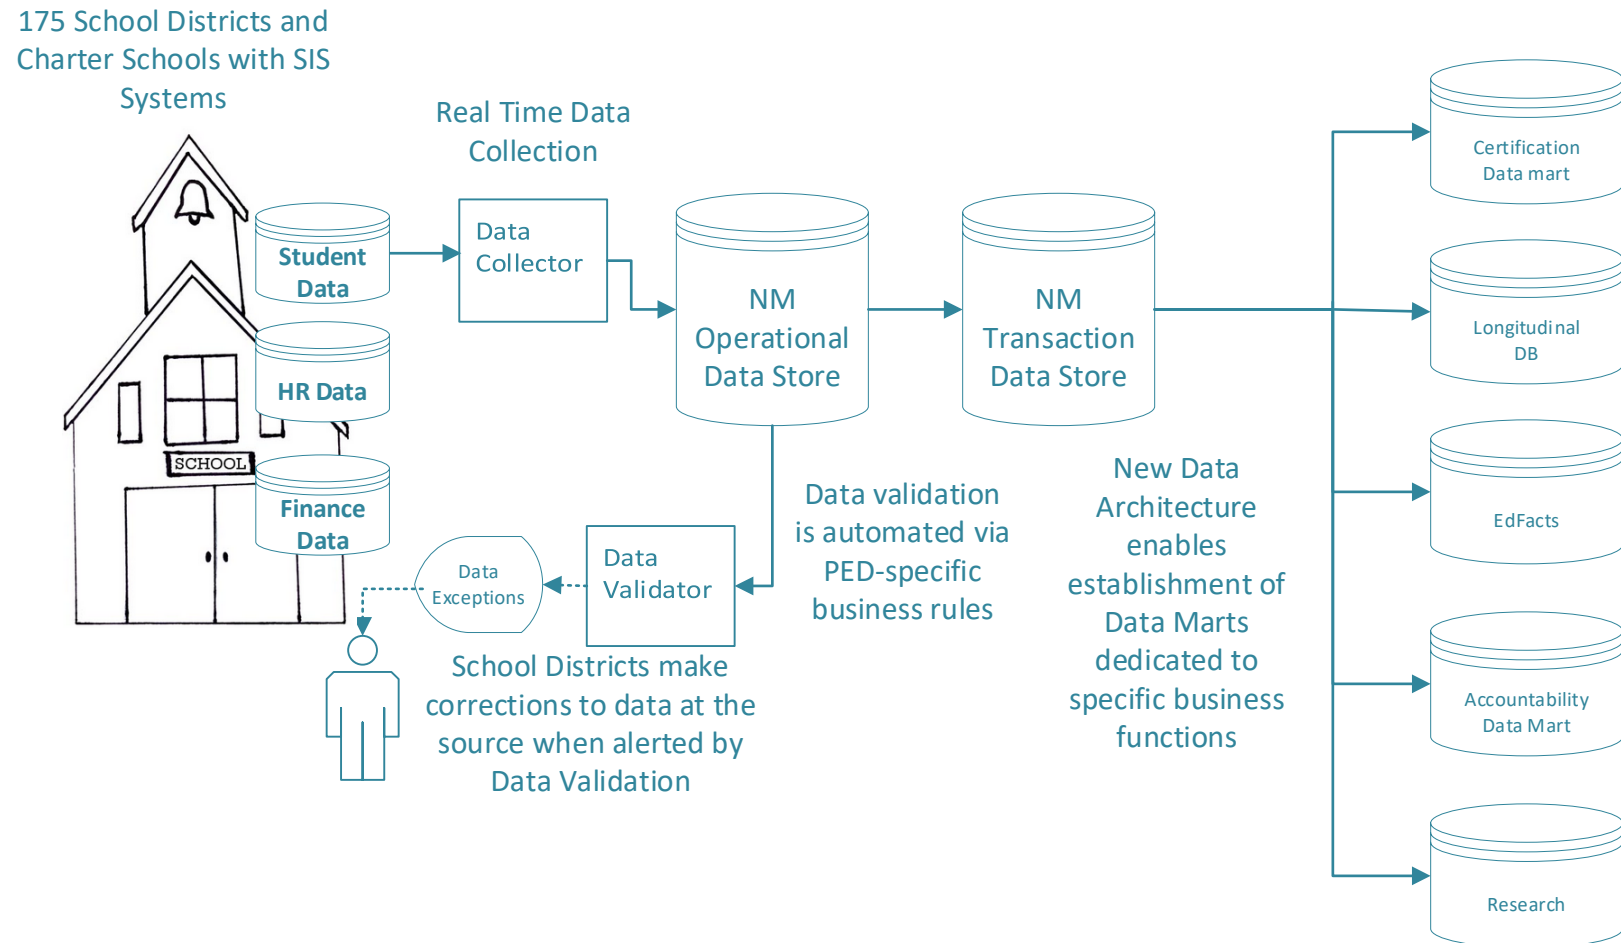 175 School Districts and
Charter Schools with SIS
Systems
Real Time Data
Collection
Student
Data
HR Data
SCHOOL
Finance
Data
Data
Collector
NM
Operational
Data Store
NM
Transaction
Data Store
Data
Validator
Data
Exceptions
Data validation
is automated via
PED-specific
business rules
School Districts make
corrections to data at the
source when alerted by
Data Validation
New Data
Architecture
enables
establishment of
Data Marts
dedicated to
specific business
functions
Certification
Data mart
Longitudinal
DB
EdFacts
Accountability
Data Mart
Research